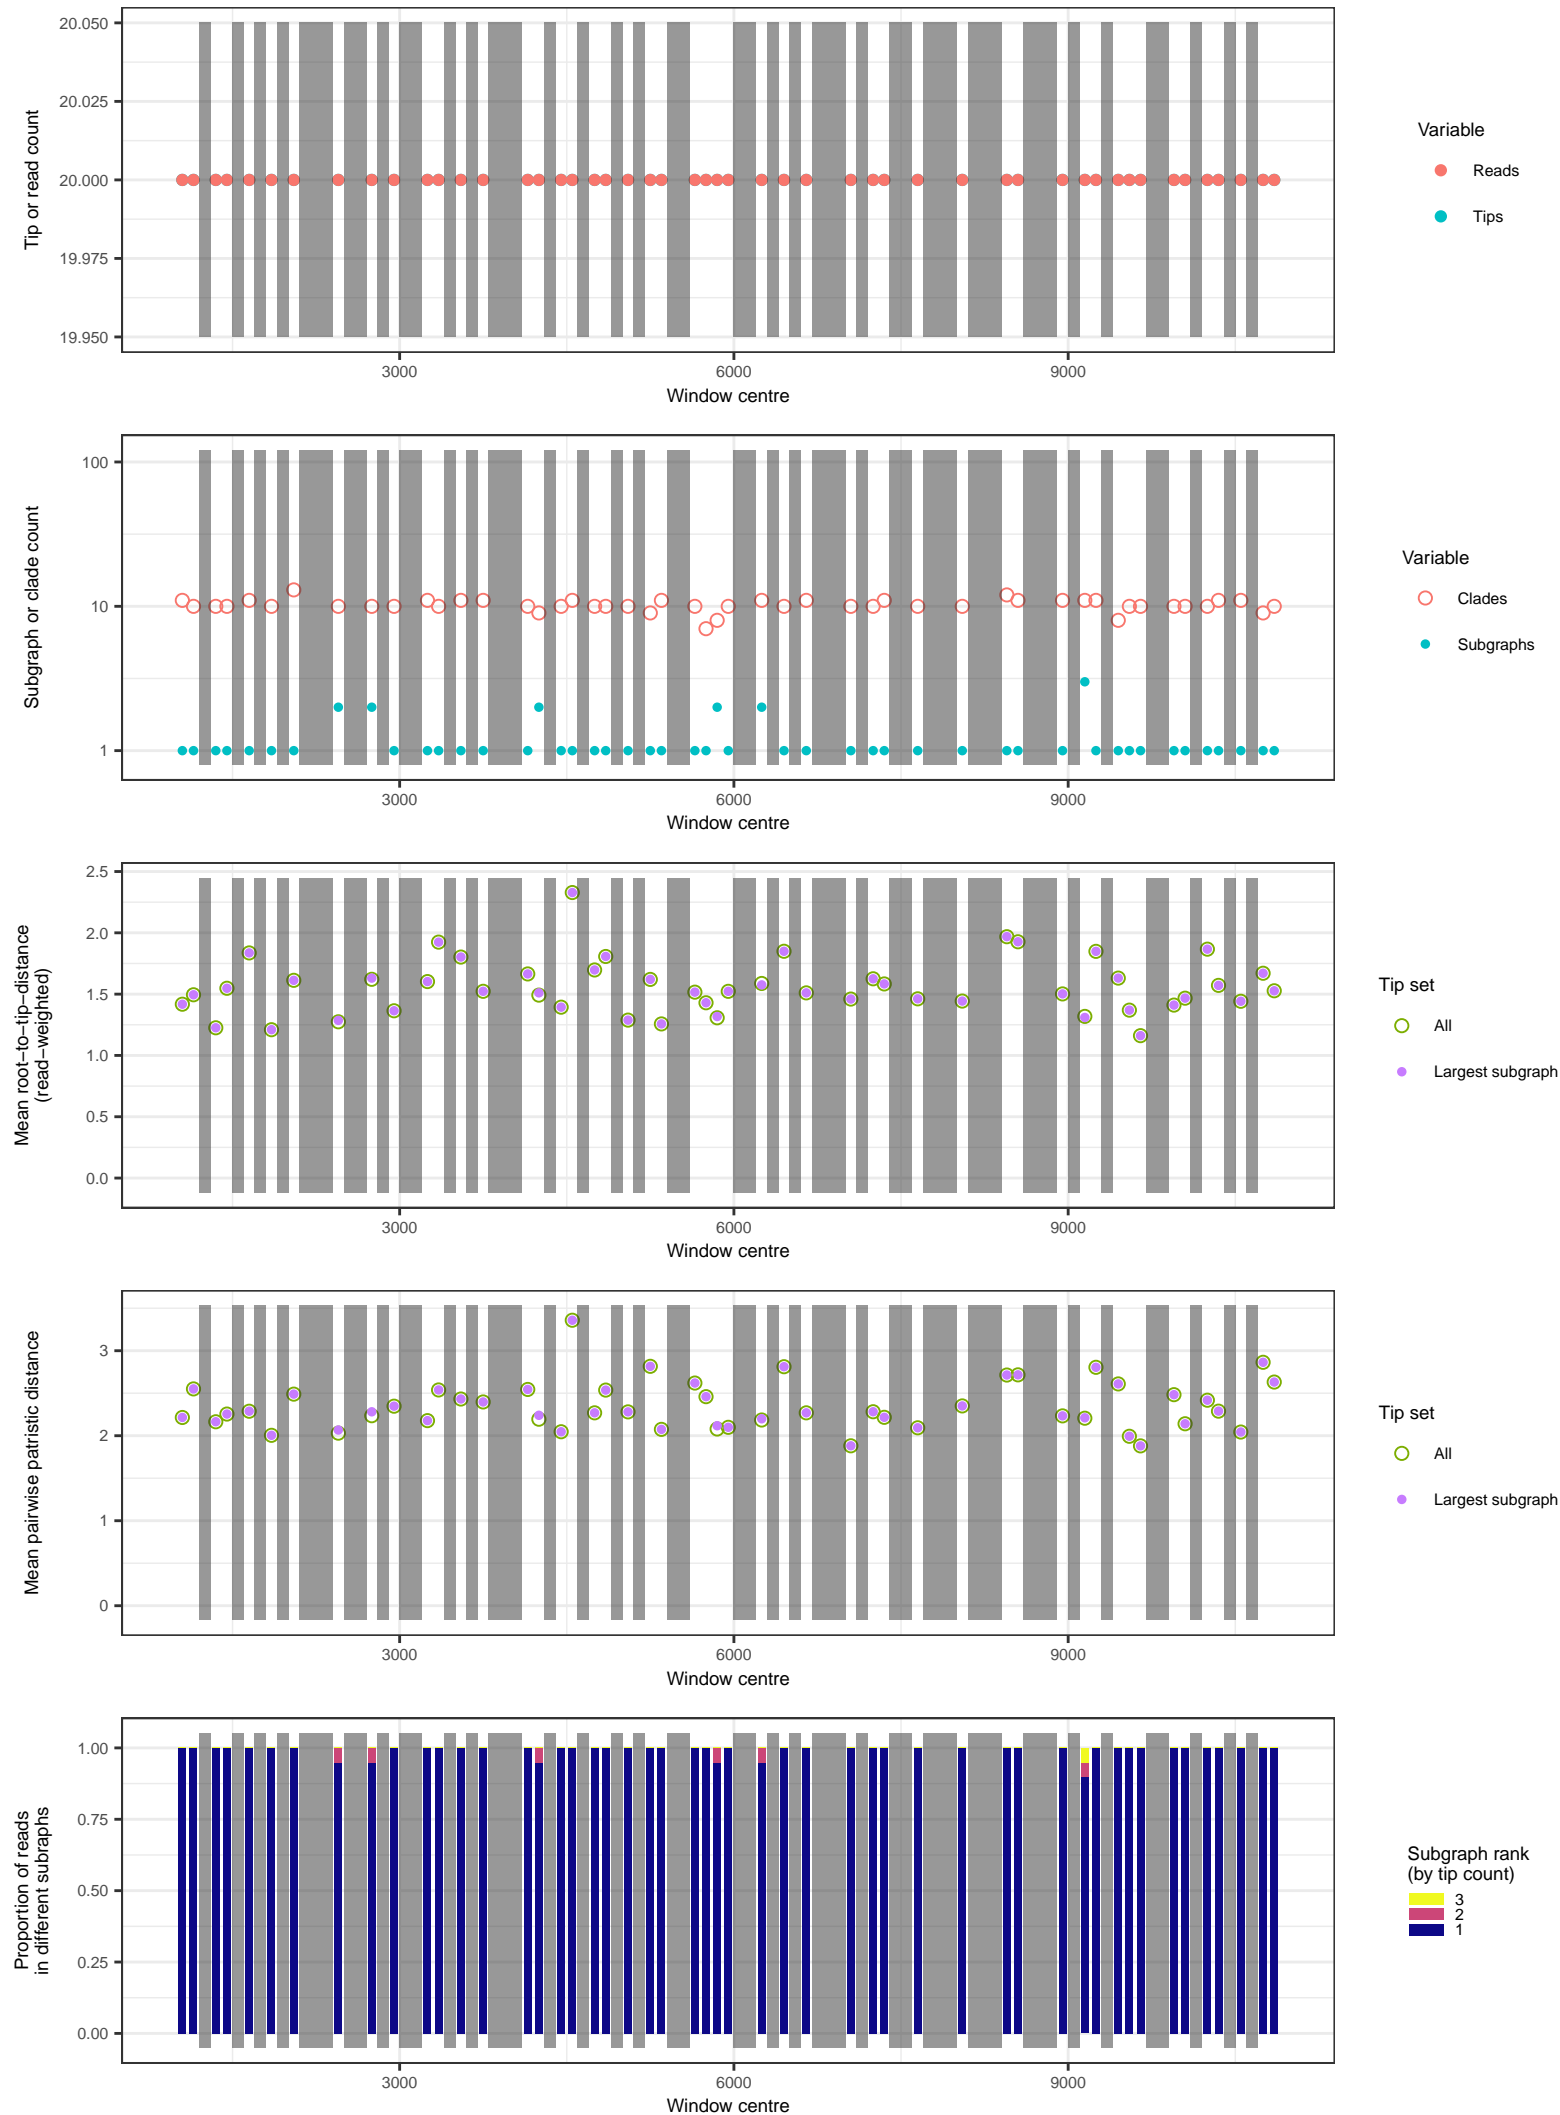 20.050
20.025
20.000
19.975
19.950
Tip or read count
3000
6000
9000
Window centre
Variable
Reads
Tips
100
10
1
Subgraph or clade count
3000
6000
9000
Window centre
Variable
Clades
Subgraphs
2.5
2.0
1.5
1.0
0.5
0.0
Mean root−to−tip−distance
(read−weighted)
3000
6000
9000
Window centre
Tip set
All
Largest subgraph
3
2
1
0
Mean pairwise patristic distance
3000
6000
9000
Window centre
Tip set
All
Largest subgraph
1.00
0.75
0.50
0.25
0.00
Proportion of reads
in different subraphs
3000
6000
9000
Window centre
Subgraph rank
(by tip count)
3
2
1